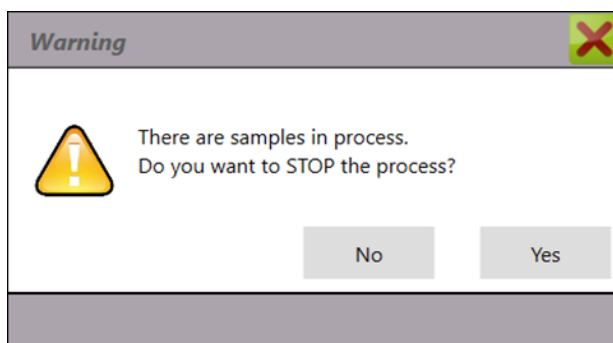 Warning
There are samples in process.
Do you want to STOP the process?
No
Yes